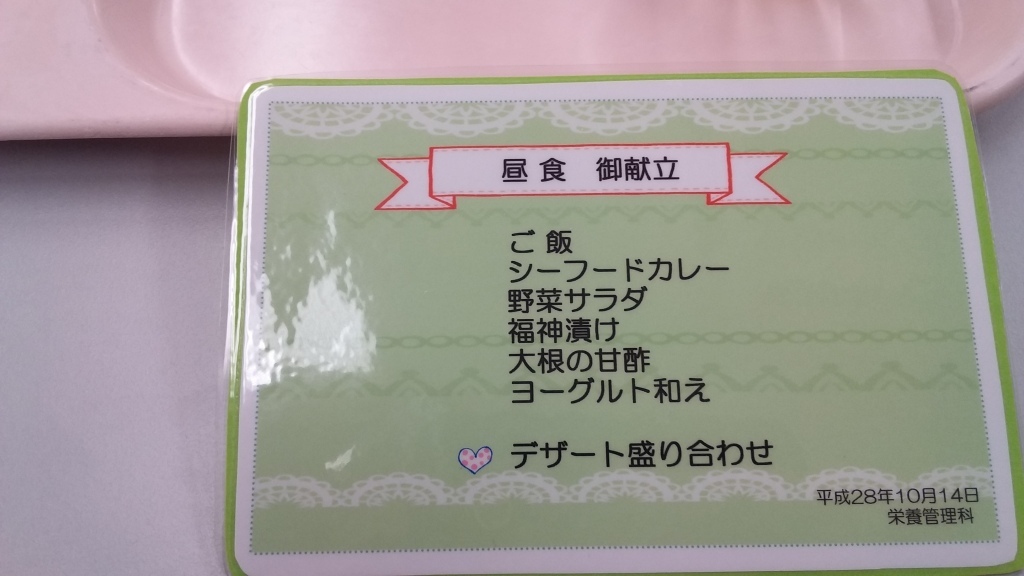 昼食 御献立
ご飯
シーフードカレー
野菜サラダ
福神漬け
大根の甘酢
ヨーグルト和え
デザート盛り合わせ
平成28年10月14日
栄養管理科